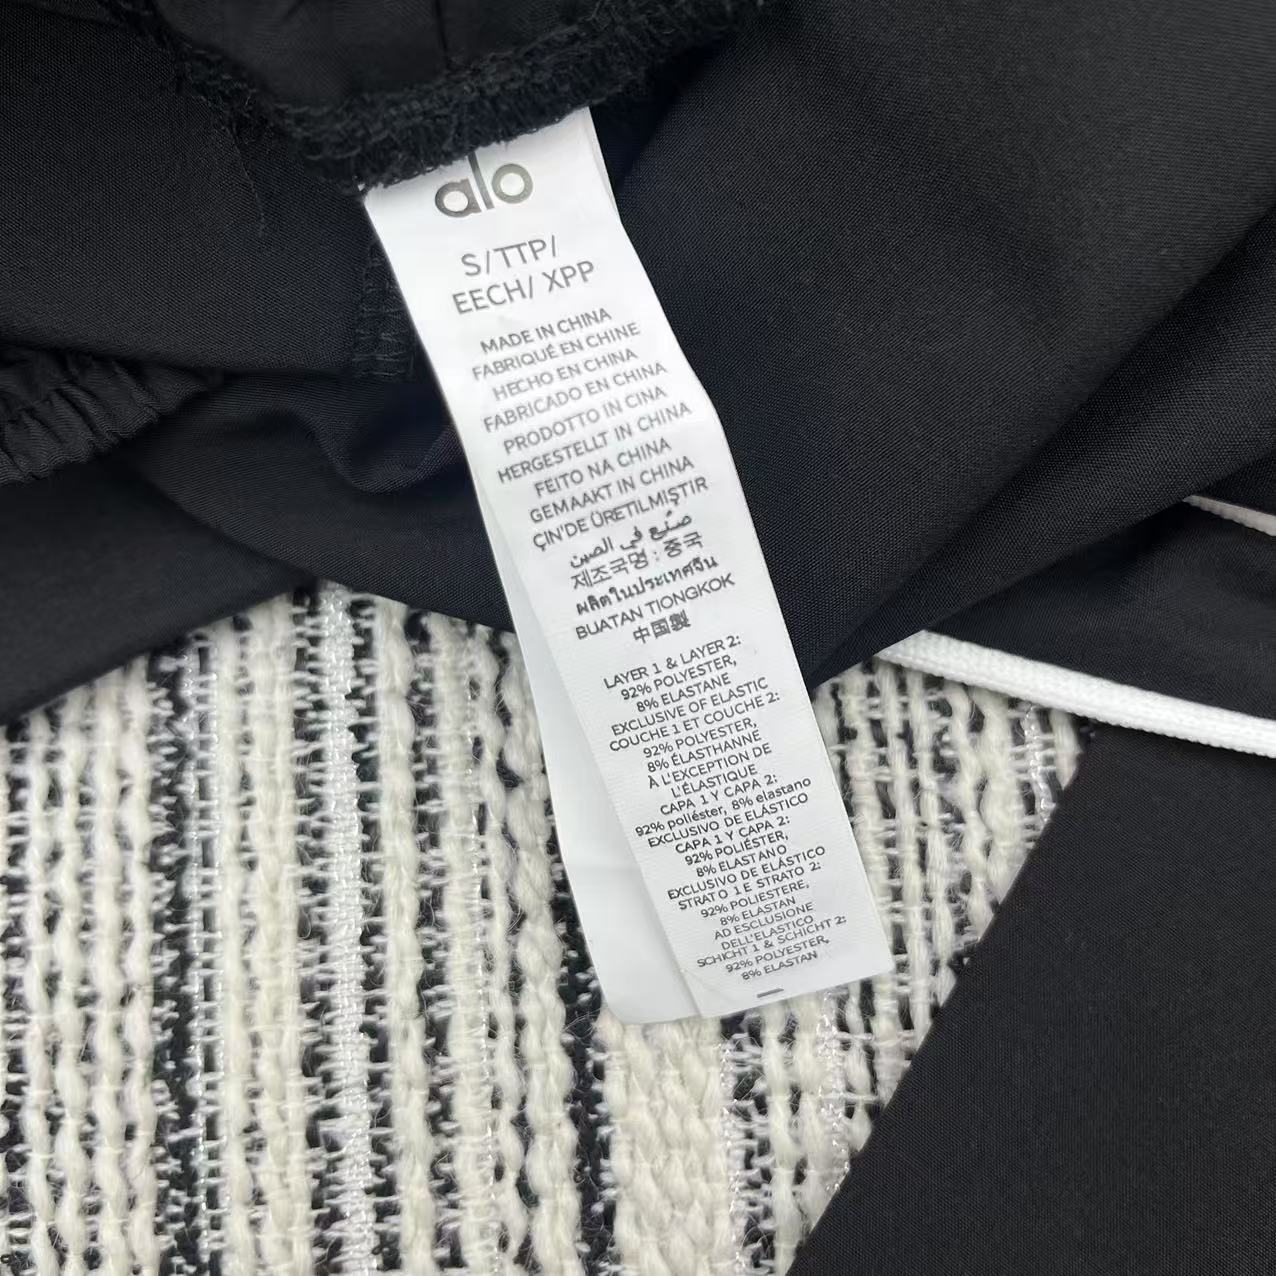 alo
S/TTP/
EECH/ XPP
MADE IN CHINA
FABRIQUÉ EN CHINE
HECHO EN CHINA
FABRICADO EN CHINA
PRODOTTO IN CINA
HERGESTELLT IN CHINA
FEITO NA CHINA
GEMAAKT IN CHINA
ÇIN'DE ÜRETILMIŞTIR
صنع في الصين
제조국명 : 중국
ผลิตในประเทศจีน
BUATAN TIONGKOK
中国製
LAYER 1 & LAYER 2:
92% POLYESTER,
8% ELASTANE
EXCLUSIVE OF ELASTIC
COUCHE 1 ET COUCHE 2:
92% POLYESTER,
8% ÉLASTHANNE
À L'EXCEPTION DE
L'ÉLASTIQUE
CAPA 1 Y CAPA 2:
92% poliéster, 8% elastano
EXCLUSIVO DE ELÁSTICO
CAPA 1 Y CAPA 2:
92% POLIÉSTER,
8% ELASTANO
EXCLUSIVO DE ELÁSTICO
STRATO 1 E STRATO 2:
92% POLIESTERE,
8% ELASTAN
AD ESCLUSIONE
DELL'ELASTICO
SCHICHT 1 & SCHICHT 2:
92% POLYESTER,
8% ELASTAN